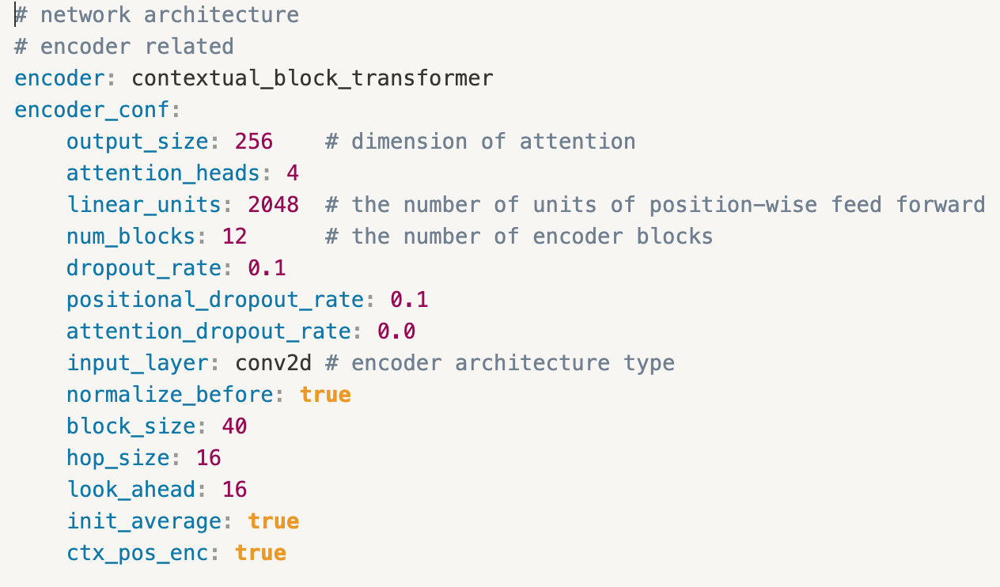 # network architecture
# encoder related
encoder: contextual_block_transformer
encoder_conf:
    output_size: 256    # dimension of attention
    attention_heads: 4
    linear_units: 2048  # the number of units of position-wise feed forward
    num_blocks: 12      # the number of encoder blocks
    dropout_rate: 0.1
    positional_dropout_rate: 0.1
    attention_dropout_rate: 0.0
    input_layer: conv2d # encoder architecture type
    normalize_before: true
    block_size: 40
    hop_size: 16
    look_ahead: 16
    init_average: true
    ctx_pos_enc: true